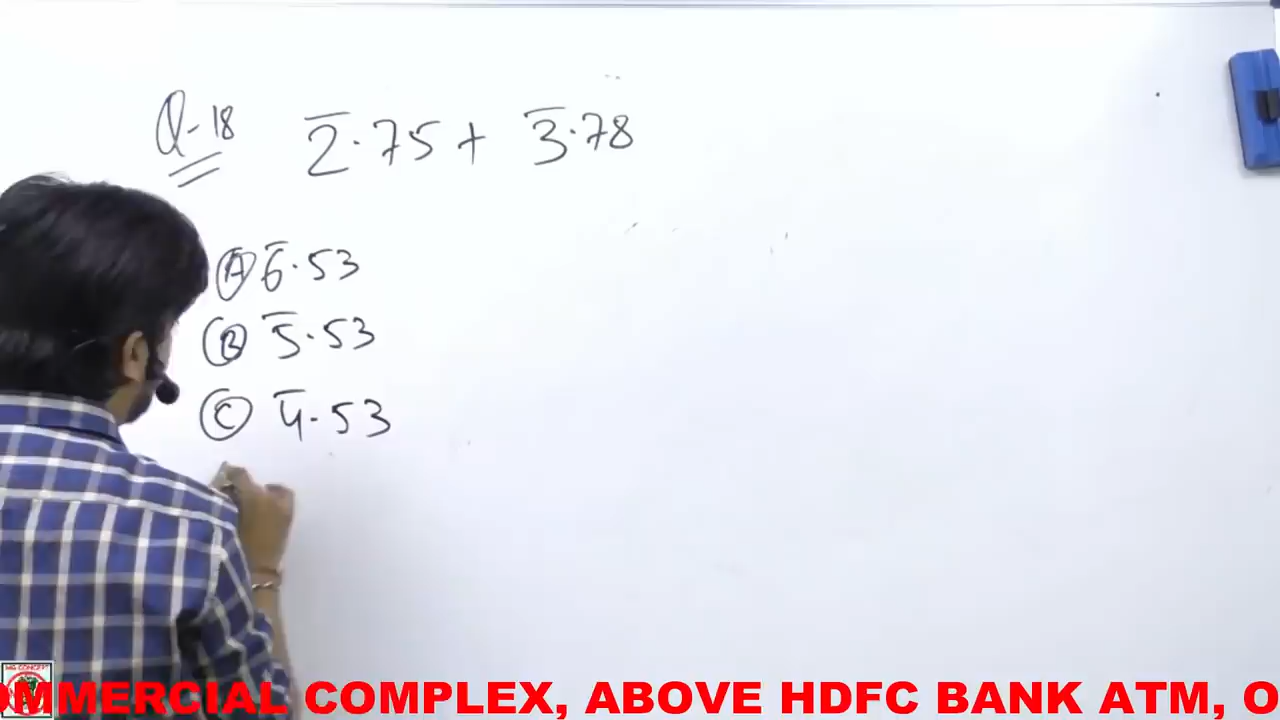 Q-18 2̅.75 + 3̅.78
(A) 6̅.53
(B) 5̅.53
(C) 4̅.53
OMMERCIAL COMPLEX, ABOVE HDFC BANK ATM, O